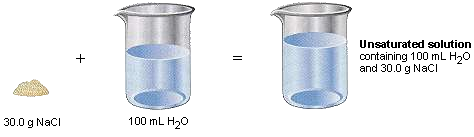 +
=
Unsaturated solution
containing 100 mL H₂O
and 30.0 g NaCl
30.0 g NaCl
100 mL H₂O